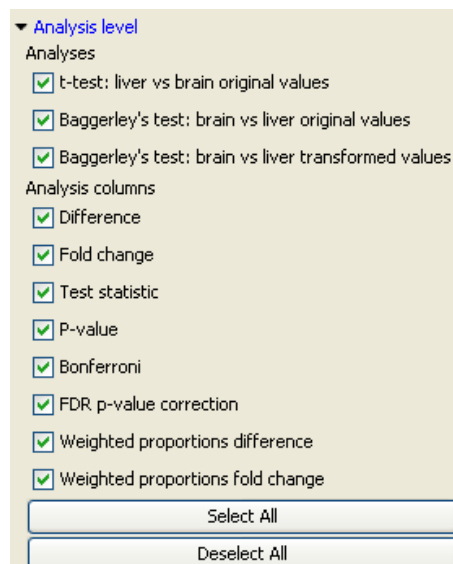 Analysis level
Analyses
t-test: liver vs brain original values
Baggerley's test: brain vs liver original values
Baggerley's test: brain vs liver transformed values
Analysis columns
Difference
Fold change
Test statistic
P-value
Bonferroni
FDR p-value correction
Weighted proportions difference
Weighted proportions fold change
Select All
Deselect All